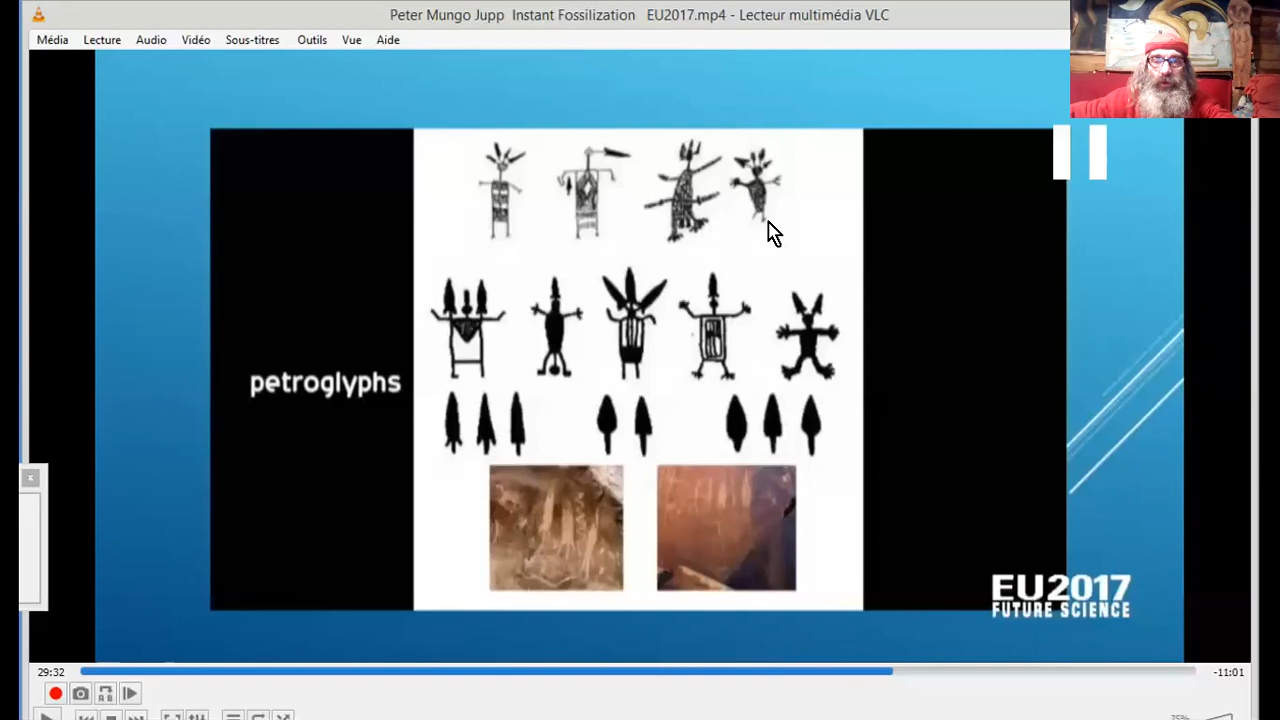 Peter Mungo Jupp Instant Fossilization EU2017.mp4 - Lecteur multimédia VLC
Média Lecture Audio Vidéo Sous-titres Outils Vue Aide
petroglyphs
EU2017
FUTURE SCIENCE
x
29:32
-11:01
A B
25%